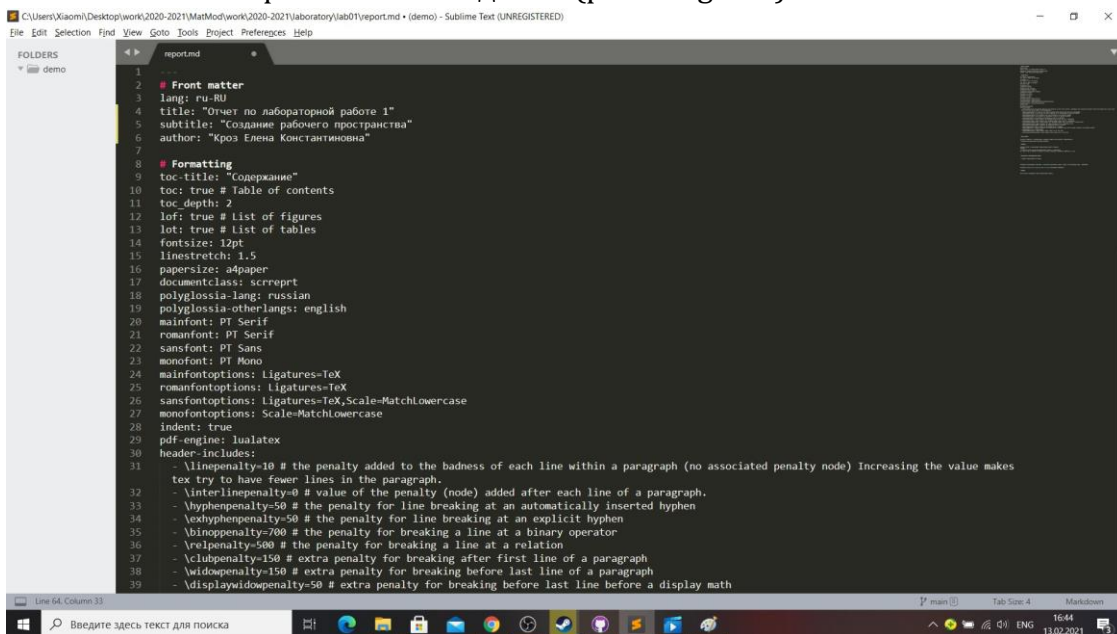 C:\Users\Xiaomi\Desktop\work\2020-2021\MatMod\work\2020-2021\laboratory\lab01\report.md • (demo) - Sublime Text (UNREGISTERED)
File Edit Selection Find View Goto Tools Project Preferences Help
FOLDERS
demo
report.md
1 ---
2 # Front matter
3 lang: ru-RU
4 title: "Отчет по лабораторной работе 1"
5 subtitle: "Создание рабочего пространства"
6 author: "Кроз Елена Константиновна"
7
8 # Formatting
9 toc-title: "Содержание"
10 toc: true # Table of contents
11 toc_depth: 2
12 lof: true # List of figures
13 lot: true # List of tables
14 fontsize: 12pt
15 linestretch: 1.5
16 papersize: a4paper
17 documentclass: scrreprt
18 polyglossia-lang: russian
19 polyglossia-otherlangs: english
20 mainfont: PT Serif
21 romanfont: PT Serif
22 sansfont: PT Sans
23 monofont: PT Mono
24 mainfontoptions: Ligatures=TeX
25 romanfontoptions: Ligatures=TeX
26 sansfontoptions: Ligatures=TeX,Scale=MatchLowercase
27 monofontoptions: Scale=MatchLowercase
28 indent: true
29 pdf-engine: lualatex
30 header-includes:
31 - \linepenalty=10 # the penalty added to the badness of each line within a paragraph (no associated penalty node) Increasing the value makes
tex try to have fewer lines in the paragraph.
32 - \interlinepenalty=0 # value of the penalty (node) added after each line of a paragraph.
33 - \hyphenpenalty=50 # the penalty for line breaking at an automatically inserted hyphen
34 - \exhyphenpenalty=50 # the penalty for line breaking at an explicit hyphen
35 - \binoppenalty=700 # the penalty for breaking a line at a binary operator
36 - \relpenalty=500 # the penalty for breaking a line at a relation
37 - \clubpenalty=150 # extra penalty for breaking after first line of a paragraph
38 - \widowpenalty=150 # extra penalty for breaking before last line of a paragraph
39 - \displaywidowpenalty=50 # extra penalty for breaking before last line before a display math
Line 64, Column 33
main
Tab Size: 4
Markdown
Введите здесь текст для поиска
ENG
16:44
13.02.2021